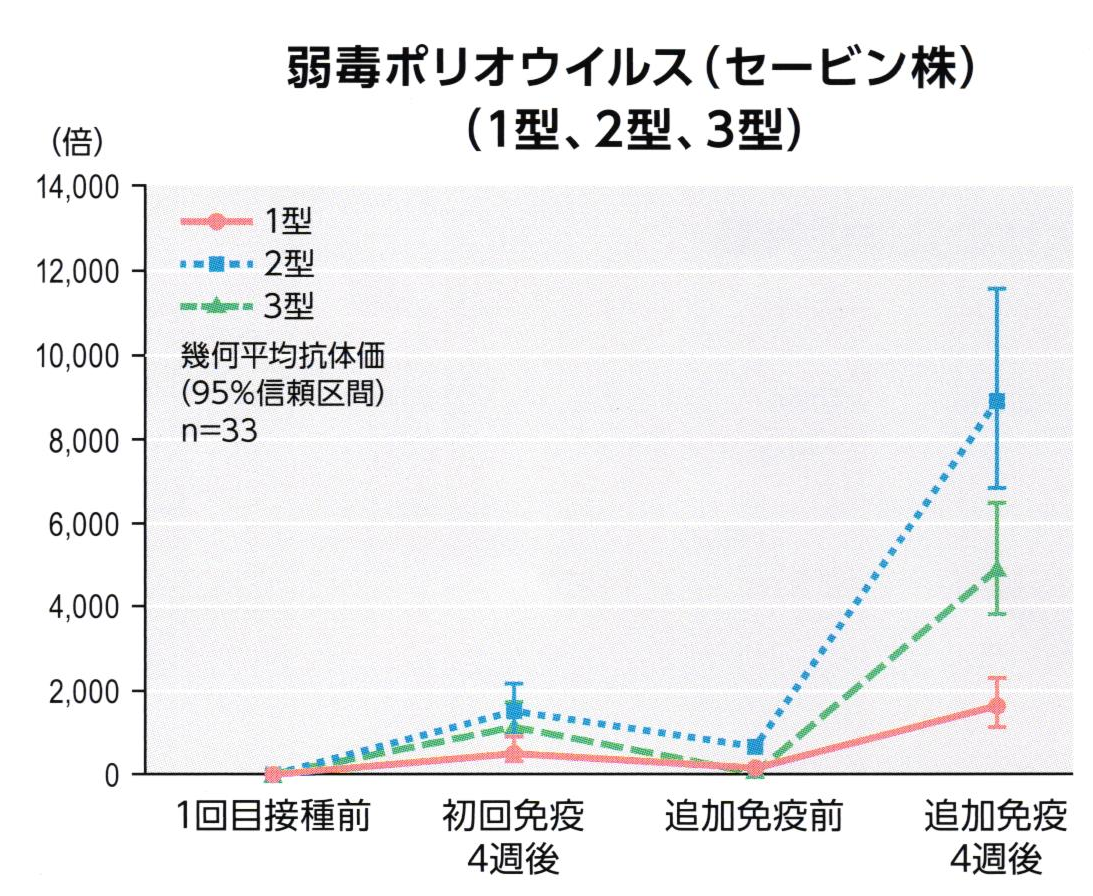 弱毒ポリオウイルス(セービン株)
(1型、2型、3型)
(倍)
14,000
12,000
10,000
8,000
6,000
4,000
2,000
0
1型
2型
3型
幾何平均抗体価
(95%信頼区間)
n=33
1回目接種前
初回免疫
4週後
追加免疫前
追加免疫
4週後